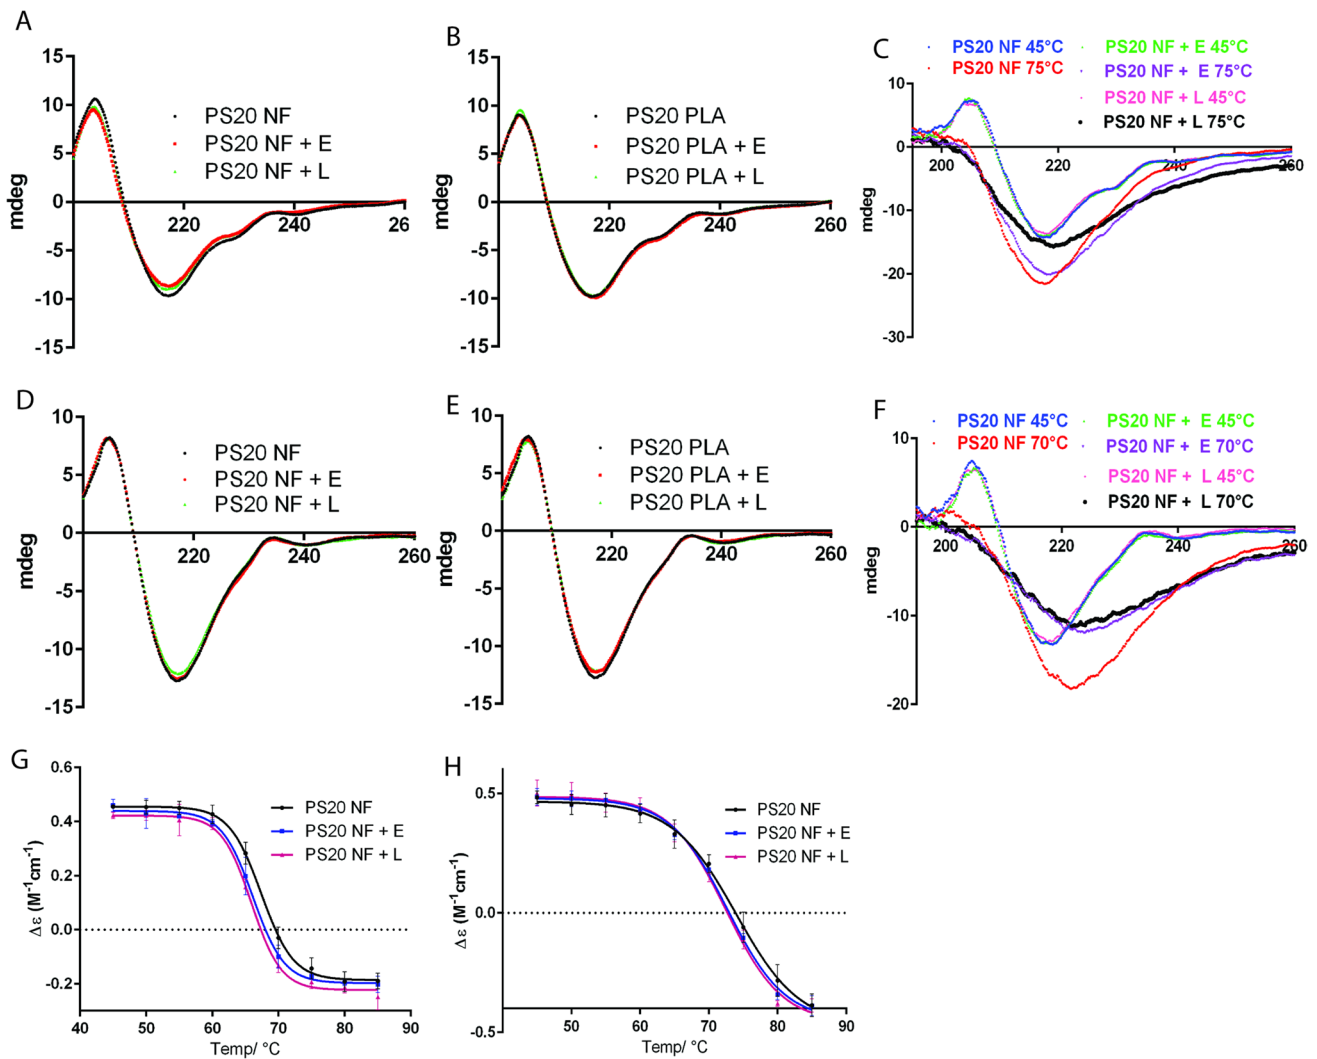 A
15
10
5
0
-5
-10
-15
mdeg
220
240
26
PS20 NF
PS20 NF + E
PS20 NF + L
B
15
10
5
0
-5
-10
-15
mdeg
220
240
260
PS20 PLA
PS20 PLA + E
PS20 PLA + L
C
PS20 NF 45°C
PS20 NF 75°C
PS20 NF + E 45°C
PS20 NF + E 75°C
PS20 NF + L 45°C
PS20 NF + L 75°C
10
0
-10
-20
-30
mdeg
200
220
240
260
D
10
5
0
-5
-10
-15
mdeg
220
240
260
PS20 NF
PS20 NF + E
PS20 NF + L
E
10
5
0
-5
-10
-15
mdeg
220
240
260
PS20 PLA
PS20 PLA + E
PS20 PLA + L
F
PS20 NF 45°C
PS20 NF 70°C
PS20 NF + E 45°C
PS20 NF + E 70°C
PS20 NF + L 45°C
PS20 NF + L 70°C
10
0
-10
-20
mdeg
200
220
240
260
G
0.6
0.4
0.2
0.0
-0.2
Δε (M⁻¹cm⁻¹)
40
50
60
70
80
90
Temp/ °C
PS20 NF
PS20 NF + E
PS20 NF + L
H
0.5
0.0
-0.5
Δε (M⁻¹cm⁻¹)
50
60
70
80
90
Temp/ °C
PS20 NF
PS20 NF + E
PS20 NF + L